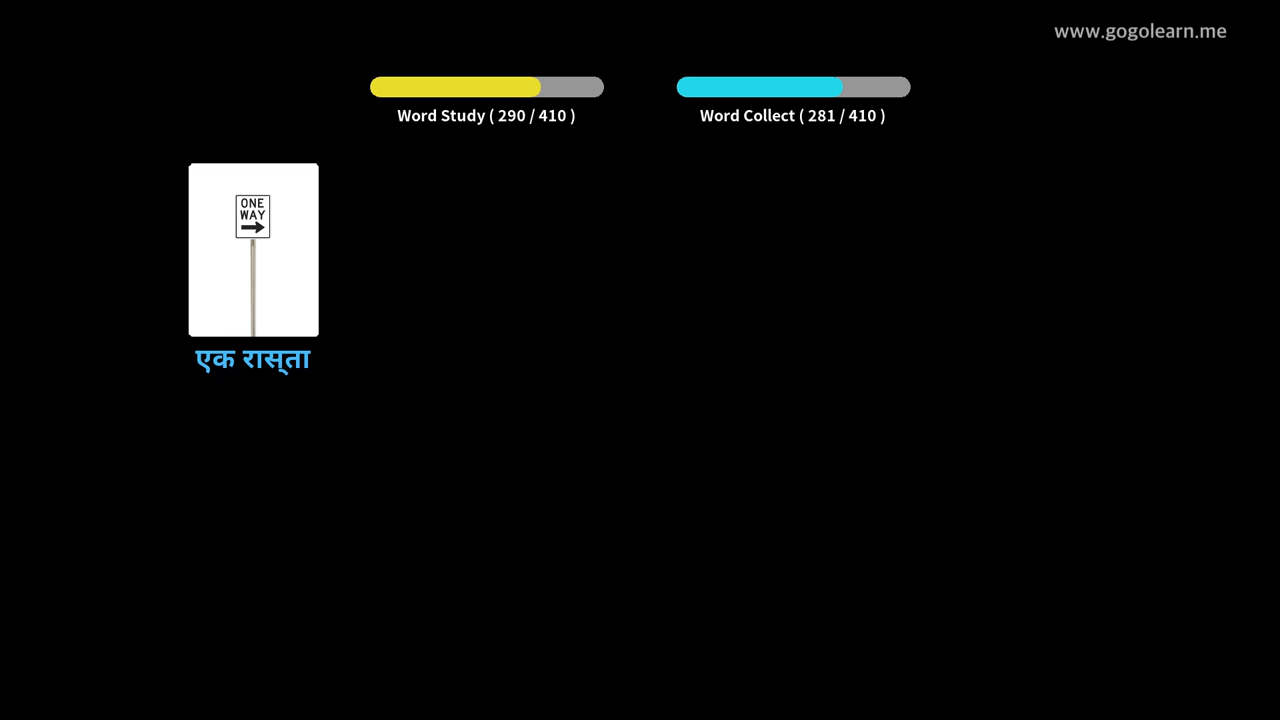 www.gogolearn.me
Word Study ( 290 / 410 )
Word Collect ( 281 / 410 )
ONE
WAY
एक रास्ता